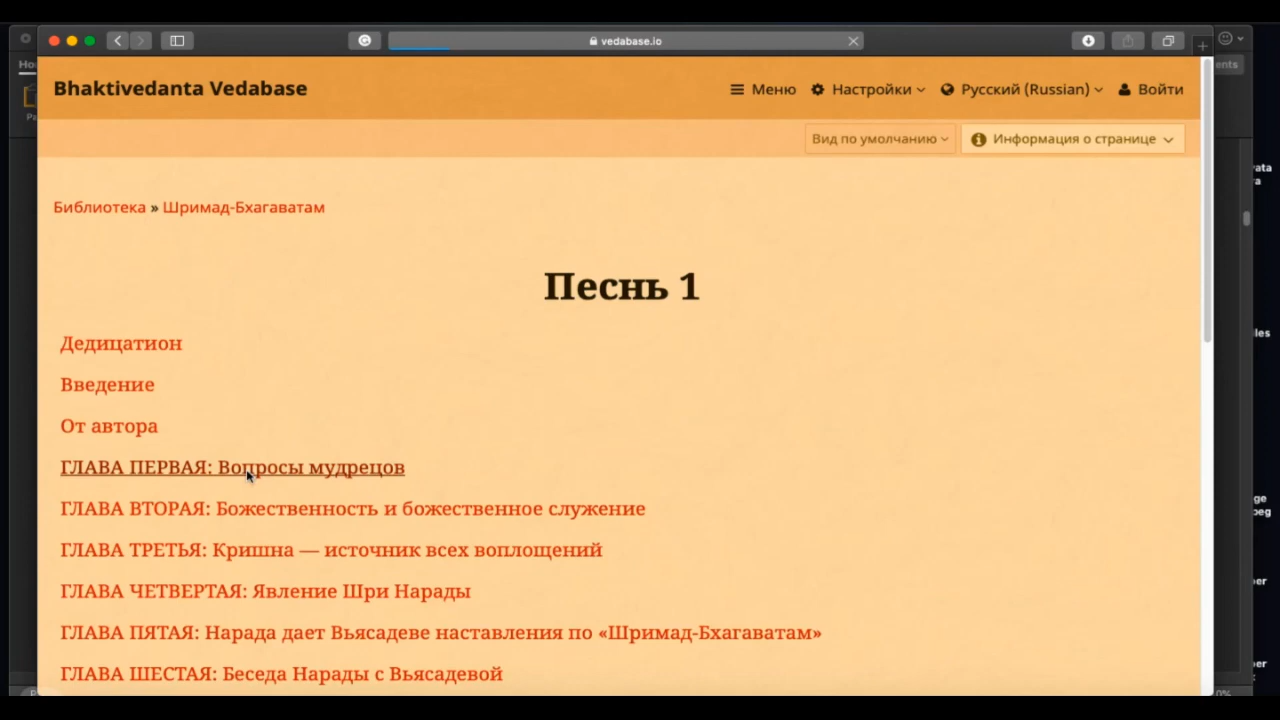 vedabase.io
Ho
ents
Bhaktivedanta Vedabase
Меню
Настройки
Русский (Russian)
Войти
Вид по умолчанию
Информация о странице
Библиотека » Шримад-Бхагаватам
Песнь 1
Дедицатион
Введение
От автора
ГЛАВА ПЕРВАЯ: Вопросы мудрецов
ГЛАВА ВТОРАЯ: Божественность и божественное служение
ГЛАВА ТРЕТЬЯ: Кришна — источник всех воплощений
ГЛАВА ЧЕТВЕРТАЯ: Явление Шри Нарады
ГЛАВА ПЯТАЯ: Нарада дает Вьясадеве наставления по «Шримад-Бхагаватам»
ГЛАВА ШЕСТАЯ: Беседа Нарады с Вьясадевой